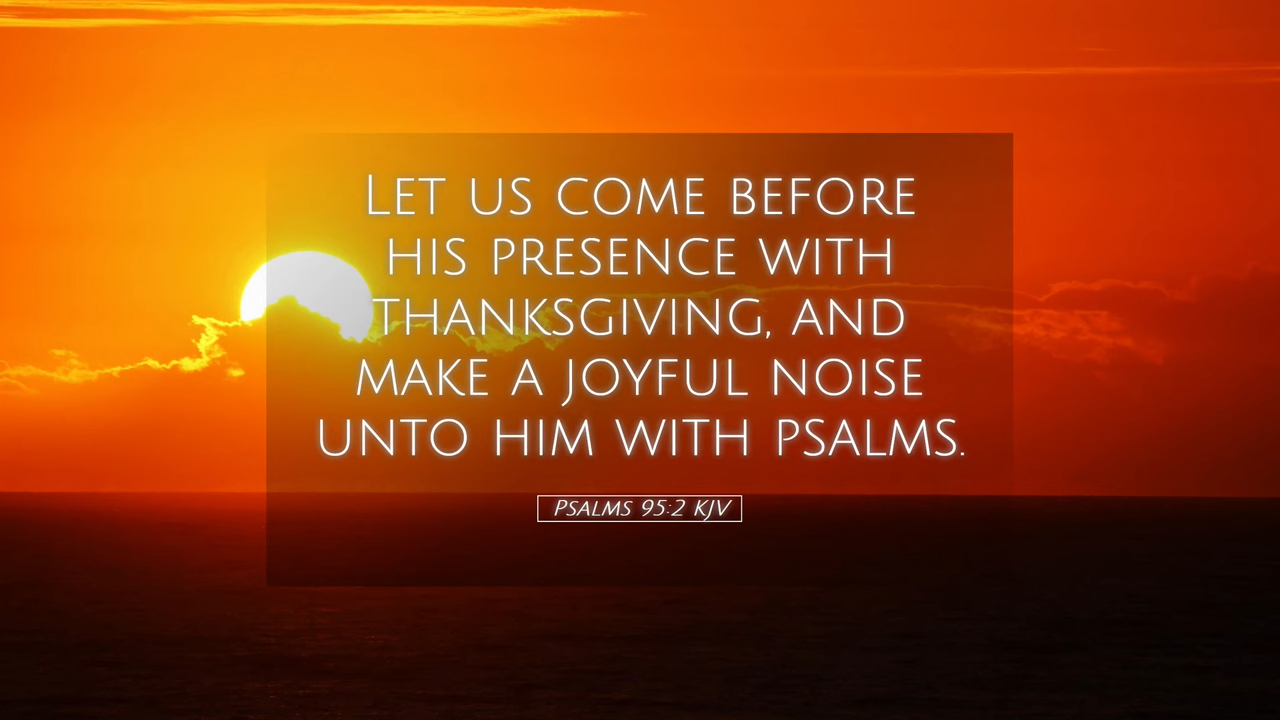 Let us come before
his presence with
thanksgiving, and
make a joyful noise
unto him with psalms.
Psalms 95:2 KJV